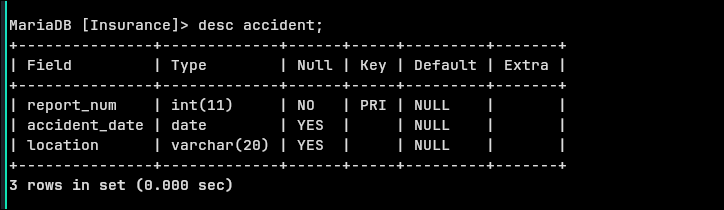 MariaDB [Insurance]> desc accident;
+---------------+-------------+------+-----+---------+-------+
| Field         | Type        | Null | Key | Default | Extra |
+---------------+-------------+------+-----+---------+-------+
| report_num    | int(11)     | NO   | PRI | NULL    |       |
| accident_date | date        | YES  |     | NULL    |       |
| location      | varchar(20) | YES  |     | NULL    |       |
+---------------+-------------+------+-----+---------+-------+
3 rows in set (0.000 sec)